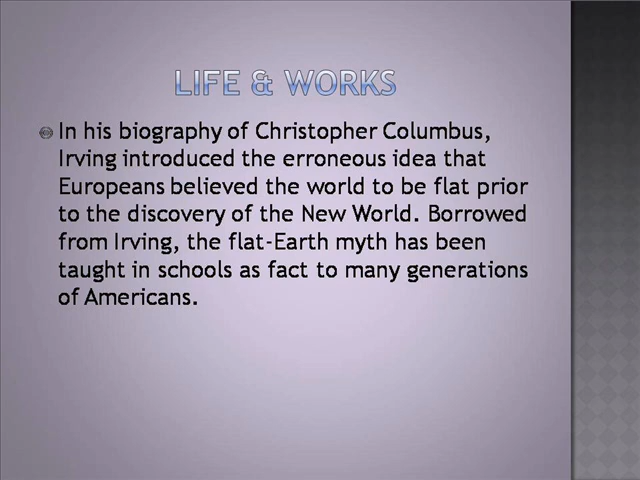 LIFE & WORKS
In his biography of Christopher Columbus,
Irving introduced the erroneous idea that
Europeans believed the world to be flat prior
to the discovery of the New World. Borrowed
from Irving, the flat-Earth myth has been
taught in schools as fact to many generations
of Americans.